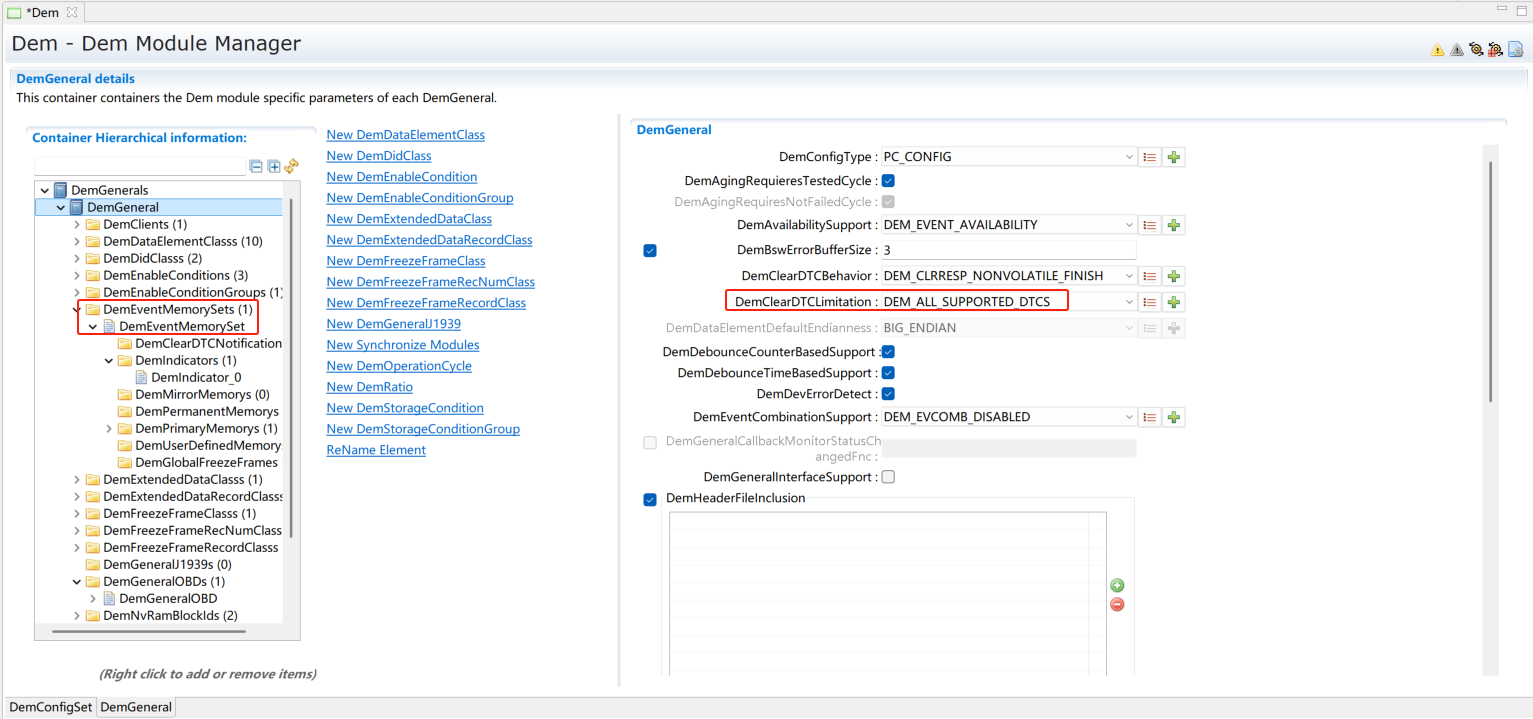 *Dem
Dem - Dem Module Manager
DemGeneral details
This container containers the Dem module specific parameters of each DemGeneral.
Container Hierarchical information:
DemGenerals
DemGeneral
DemClients (1)
DemDataElementClasss (10)
DemDidClasss (2)
DemEnableConditions (3)
DemEnableConditionGroups (1)
DemEventMemorySets (1)
DemEventMemorySet
DemClearDTCNotification
DemIndicators (1)
DemIndicator_0
DemMirrorMemorys (0)
DemPermanentMemorys
DemPrimaryMemorys (1)
DemUserDefinedMemory
DemGlobalFreezeFrames
DemExtendedDataClasss (1)
DemExtendedDataRecordClasss
DemFreezeFrameClasss (1)
DemFreezeFrameRecNumClass
DemFreezeFrameRecordClasss
DemGeneralJ1939s (0)
DemGeneralOBDs (1)
DemGeneralOBD
DemNvRamBlockIds (2)
(Right click to add or remove items)
New DemDataElementClass
New DemDidClass
New DemEnableCondition
New DemEnableConditionGroup
New DemExtendedDataClass
New DemExtendedDataRecordClass
New DemFreezeFrameClass
New DemFreezeFrameRecNumClass
New DemFreezeFrameRecordClass
New DemGeneralJ1939
New Synchronize Modules
New DemOperationCycle
New DemRatio
New DemStorageCondition
New DemStorageConditionGroup
ReName Element
DemGeneral
DemConfigType : PC_CONFIG
DemAgingRequieresTestedCycle :
DemAgingRequiresNotFailedCycle :
DemAvailabilitySupport : DEM_EVENT_AVAILABILITY
DemBswErrorBufferSize : 3
DemClearDTCBehavior : DEM_CLRRESP_NONVOLATILE_FINISH
DemClearDTCLimitation : DEM_ALL_SUPPORTED_DTCS
DemDataElementDefaultEndianness : BIG_ENDIAN
DemDebounceCounterBasedSupport :
DemDebounceTimeBasedSupport :
DemDevErrorDetect :
DemEventCombinationSupport : DEM_EVCOMB_DISABLED
DemGeneralCallbackMonitorStatusCh
angedFnc :
DemGeneralInterfaceSupport :
DemHeaderFileInclusion
DemConfigSet DemGeneral